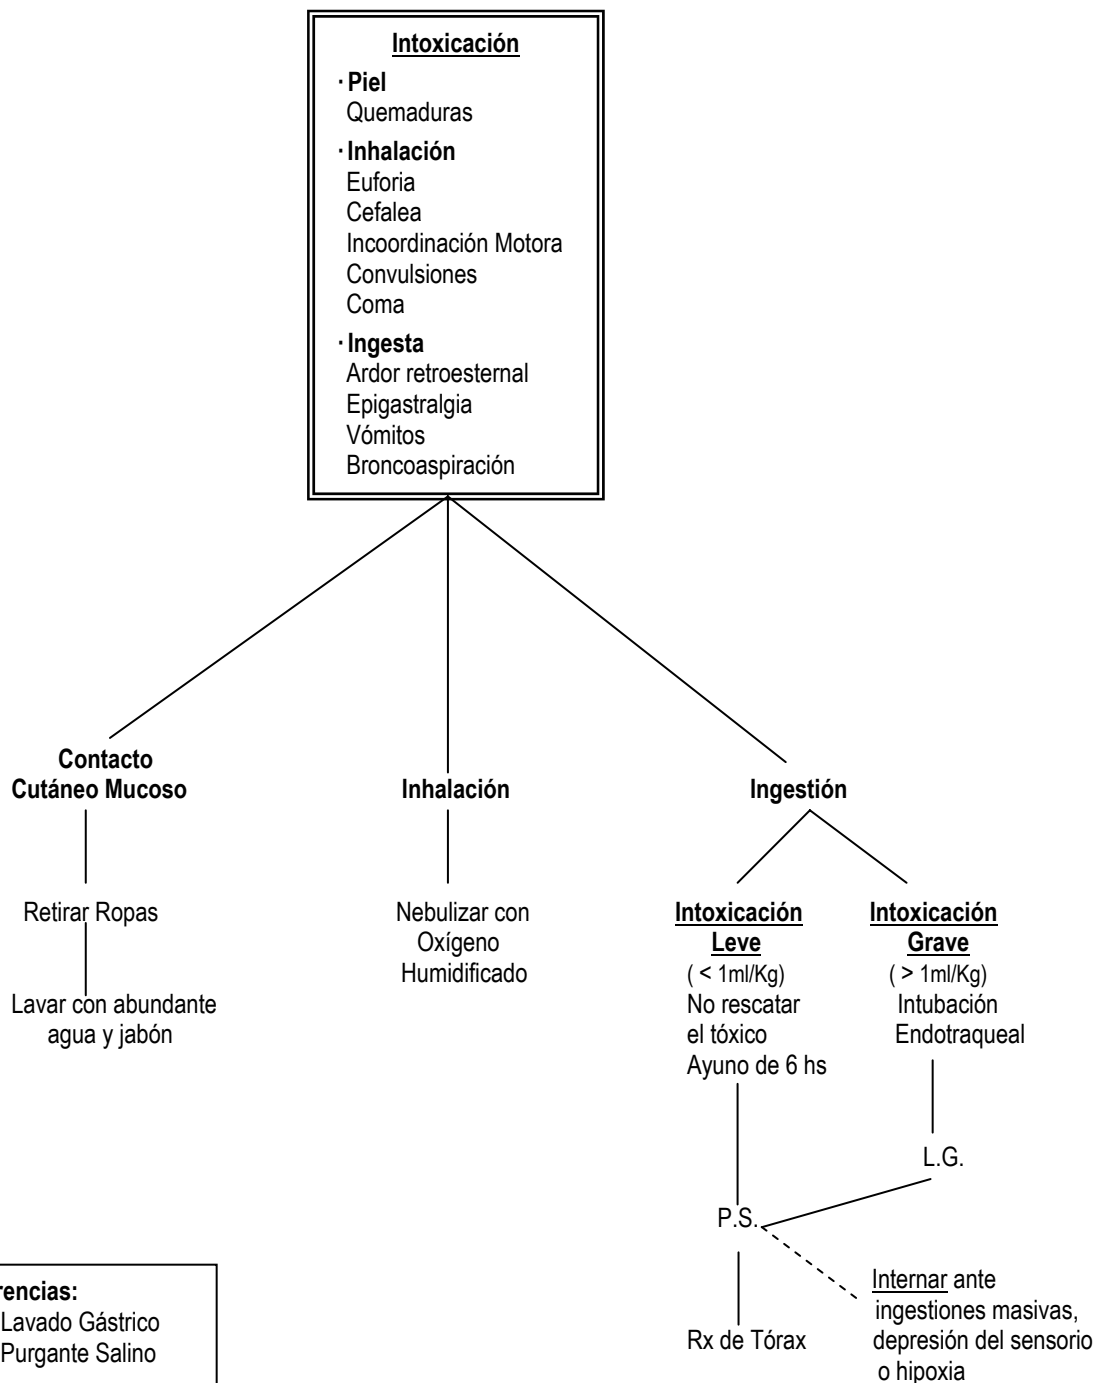 Intoxicación
· Piel
Quemaduras
· Inhalación
Euforia
Cefalea
Incoordinación Motora
Convulsiones
Coma
· Ingesta
Ardor retroesternal
Epigastralgia
Vómitos
Broncoaspiración
Contacto
Cutáneo Mucoso
Retirar Ropas
Lavar con abundante
agua y jabón
Inhalación
Nebulizar con
Oxígeno
Humidificado
Ingestión
Intoxicación
Leve
( < 1ml/Kg)
No rescatar
el tóxico
Ayuno de 6 hs
Intoxicación
Grave
( > 1ml/Kg)
Intubación
Endotraqueal
L.G.
P.S.
Rx de Tórax
Internar ante
ingestiones masivas,
depresión del sensorio
o hipoxia
rencias:
Lavado Gástrico
Purgante Salino